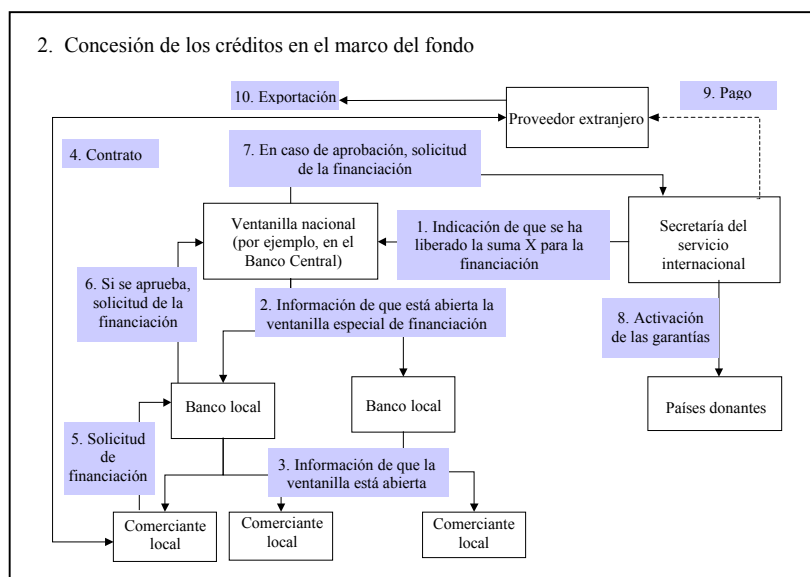 2. Concesión de los créditos en el marco del fondo
10. Exportación
Proveedor extranjero
9. Pago
4. Contrato
7. En caso de aprobación, solicitud
de la financiación
Ventanilla nacional
(por ejemplo, en el
Banco Central)
1. Indicación de que se ha
liberado la suma X para la
financiación
Secretaría del
servicio
internacional
6. Si se aprueba,
solicitud de la
financiación
2. Información de que está abierta la
ventanilla especial de financiación
8. Activación
de las garantías
Banco local
Banco local
Países donantes
5. Solicitud
de
financiación
3. Información de que la
ventanilla está abierta
Comerciante
local
Comerciante
local
Comerciante
local